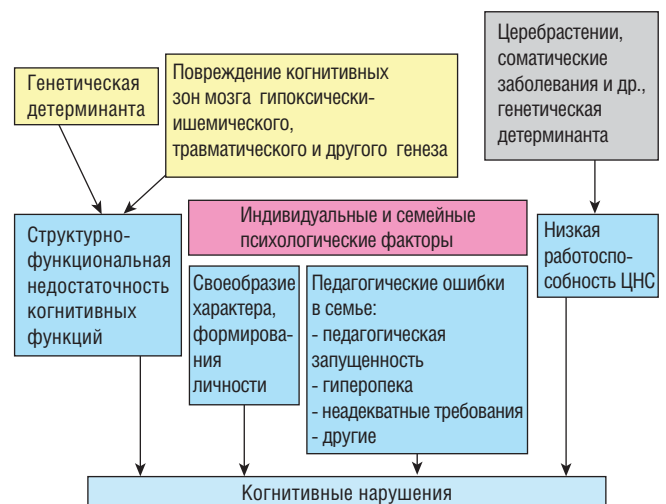 Генетическая
детерминанта
Повреждение когнитивных
зон мозга гипоксически-
ишемического,
травматического и другого генеза
Церебрастении,
соматические
заболевания и др.,
генетическая
детерминанта
Индивидуальные и семейные
психологические факторы
Структурно-
функциональная
недостаточность
когнитивных
функций
Своеобразие
характера,
формирова-
ния
личности
Педагогические ошибки
в семье:
- педагогическая
запущенность
- гиперопека
- неадекватные требования
- другие
Низкая
работоспо-
собность ЦНС
Когнитивные нарушения